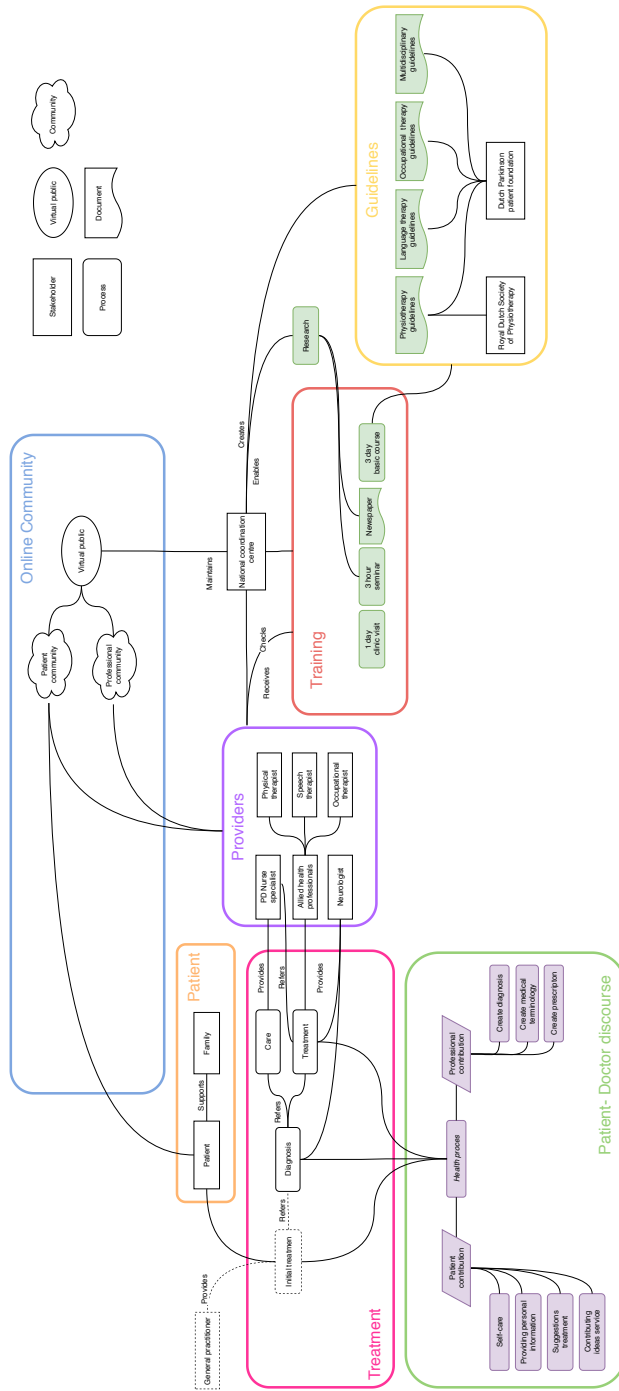 Stakeholder
Virtual public
Community
Process
Document
Online Community
Patient
community
Professional
community
Virtual public
Maintains
National coordination
centre
Creates
Enables
Receives
Checks
Research
Guidelines
Physiotherapy
guidelines
Language therapy
guidelines
Occupational therapy
guidelines
Multidisciplinary
guidelines
Royal Dutch Society
of Physiotherapy
Dutch Parkinson
patient foundation
Training
1 day
clinic visit
3 hour
seminar
Newspaper
3 day
basic course
Providers
PD Nurse
specialist
Allied health
professionals
Neurologist
Physical
therapist
Speech
therapist
Occupational
therapist
Patient
Patient
Supports
Family
General practitioner
Provides
Treatment
Initial treatmen
Refers
Diagnosis
Refers
Care
Treatment
Provides
Refers
Provides
Patient- Doctor discourse
Patient
contribution
Health proces
Professional
contribution
Self-care
Providing personal
information
Suggestions
treatment
Contributing
ideas service
Create diagnosis
Create medical
terminology
Create prescription